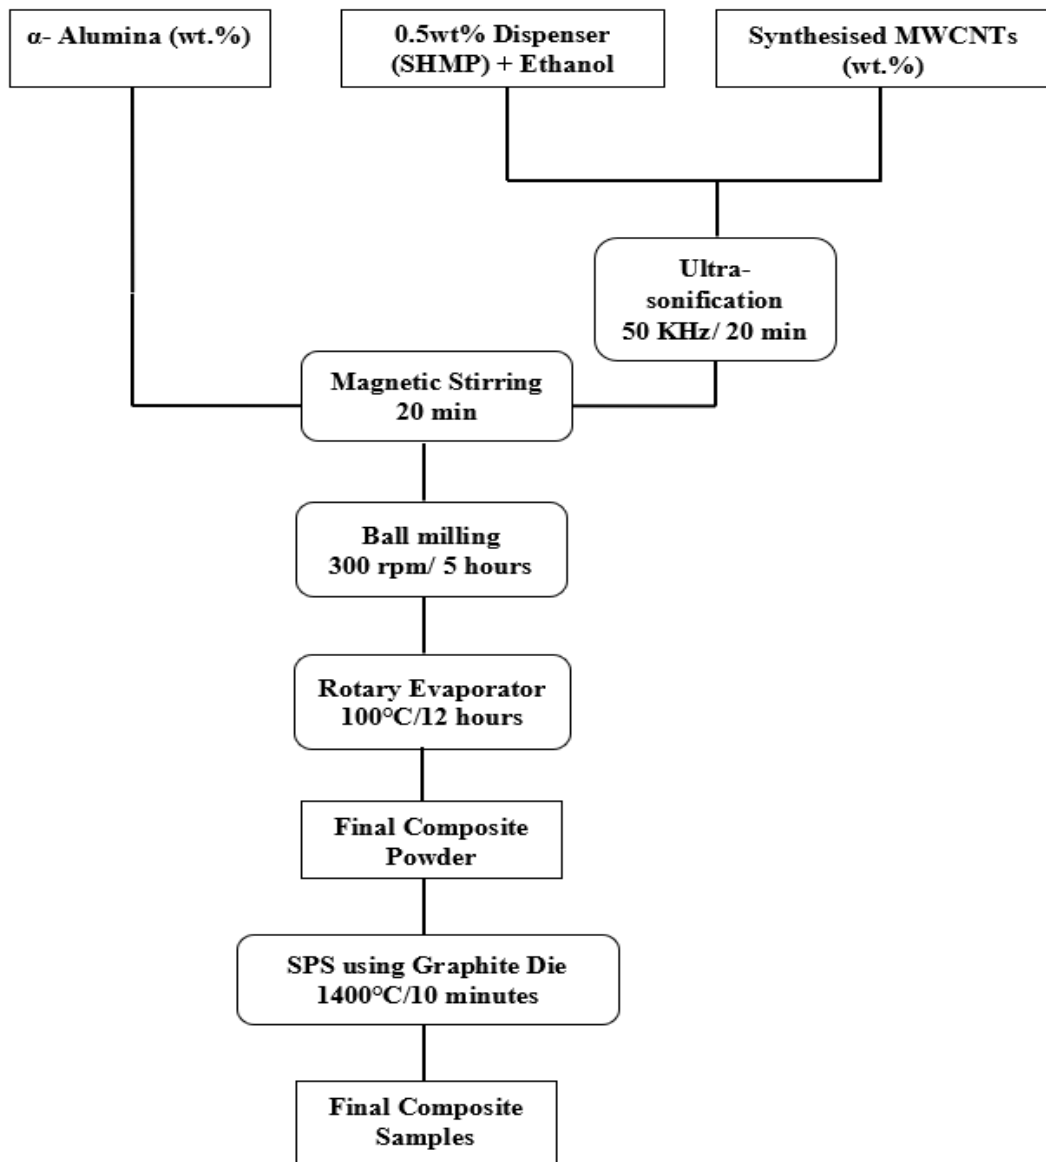 α- Alumina (wt.%)
0.5wt% Dispenser
(SHMP) + Ethanol
Synthesised MWCNTs
(wt.%)
Ultra-
sonification
50 KHz/ 20 min
Magnetic Stirring
20 min
Ball milling
300 rpm/ 5 hours
Rotary Evaporator
100°C/12 hours
Final Composite
Powder
SPS using Graphite Die
1400°C/10 minutes
Final Composite
Samples